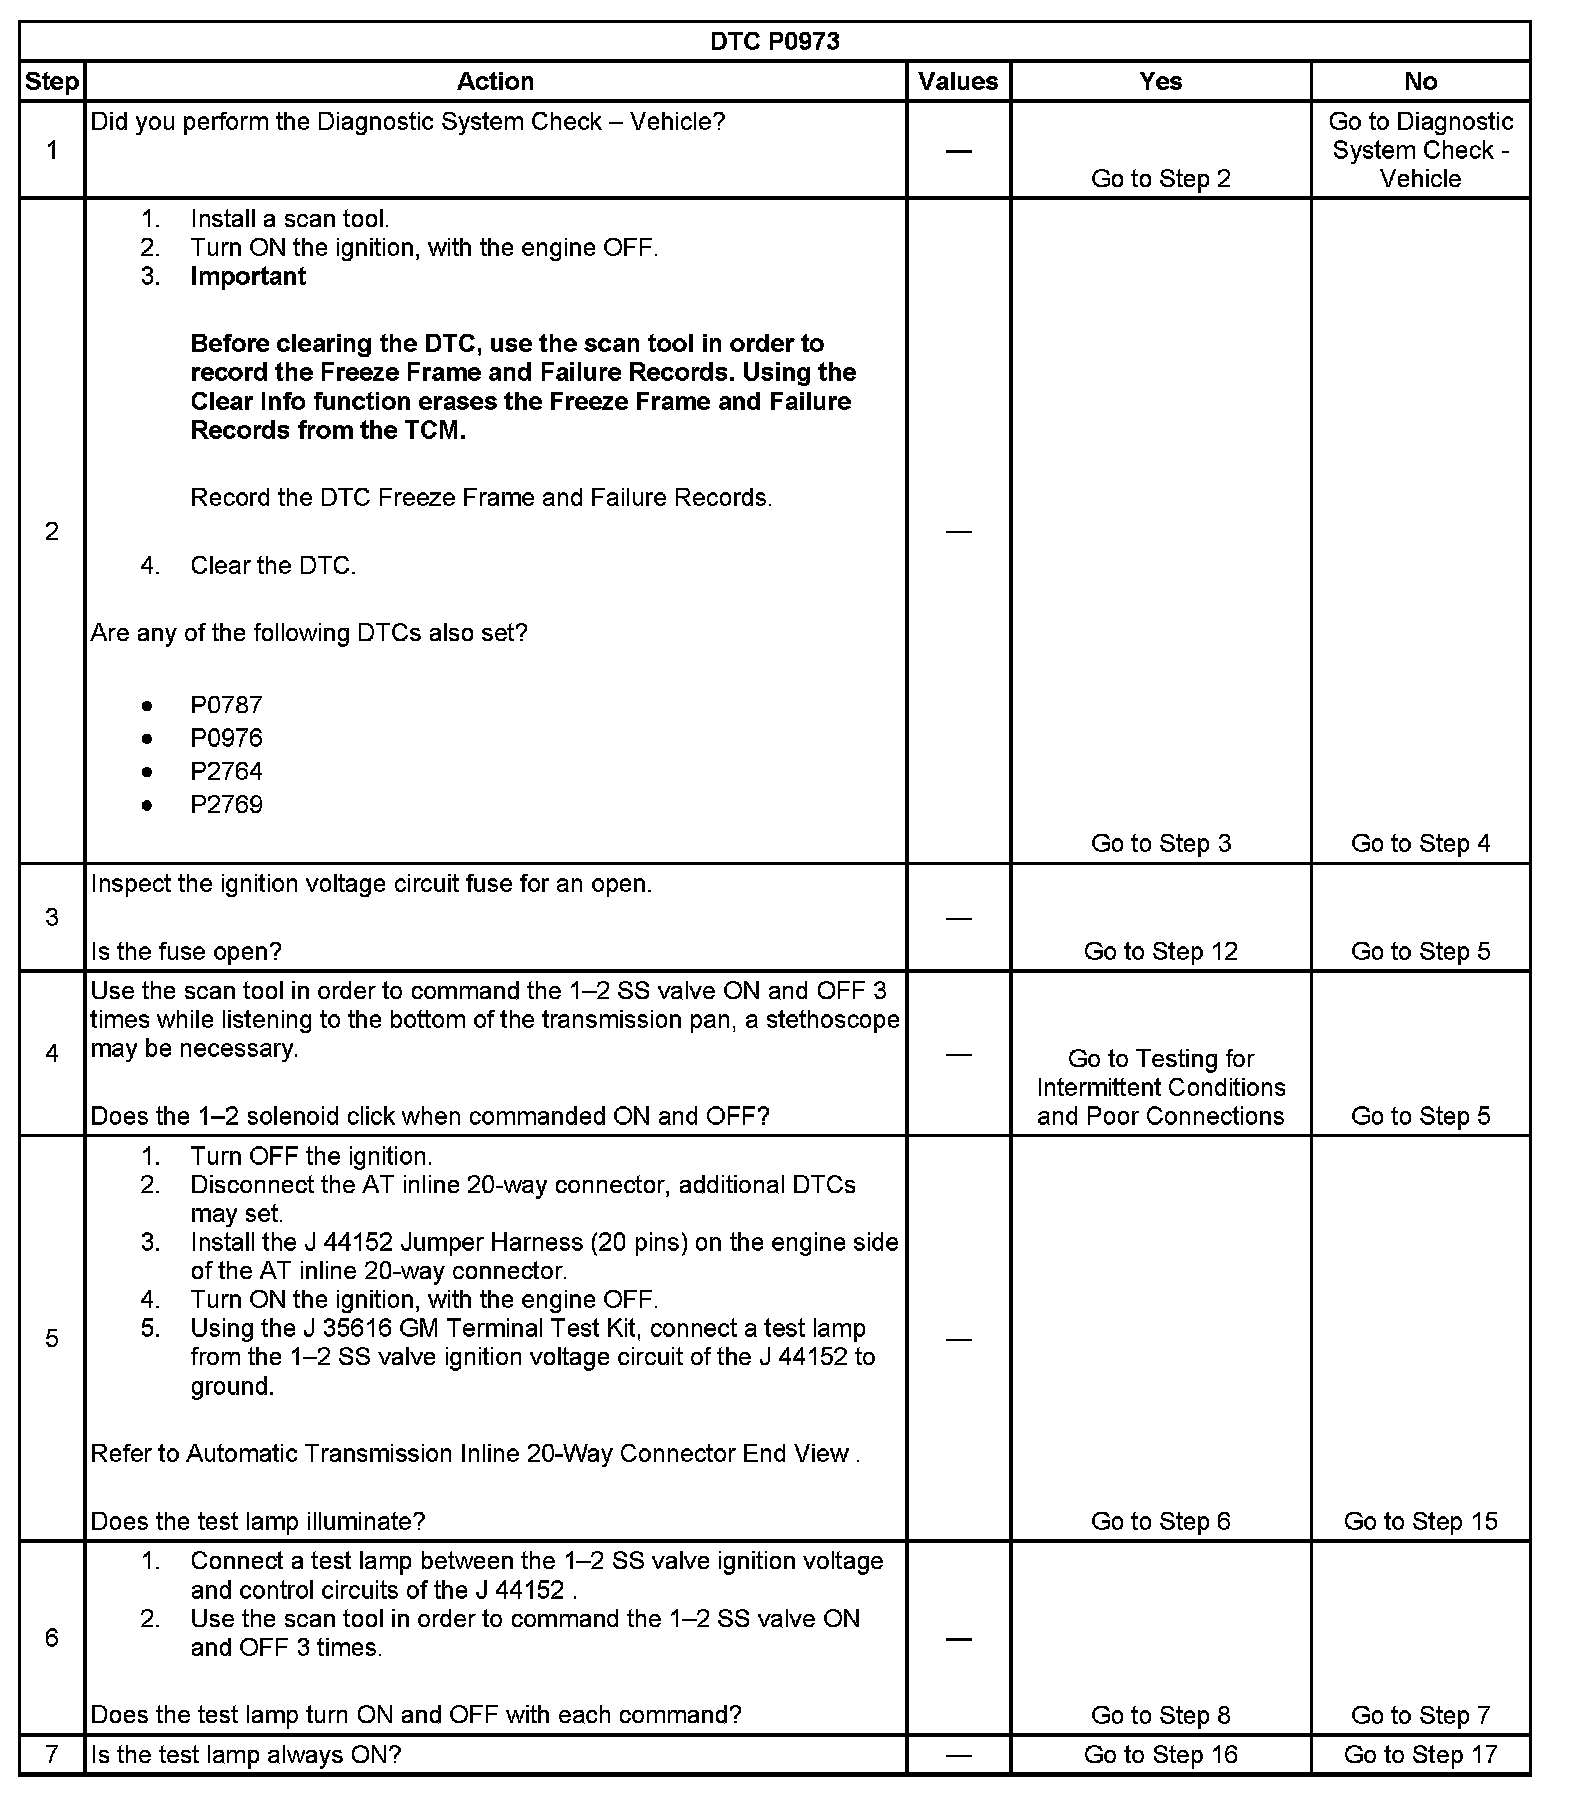 DTC P0973
Step Action Values Yes No
1
Did you perform the Diagnostic System Check – Vehicle?
—
Go to Step 2
Go to Diagnostic
System Check -
Vehicle
2
1. Install a scan tool.
2. Turn ON the ignition, with the engine OFF.
3. Important
Before clearing the DTC, use the scan tool in order to
record the Freeze Frame and Failure Records. Using the
Clear Info function erases the Freeze Frame and Failure
Records from the TCM.
Record the DTC Freeze Frame and Failure Records.
4. Clear the DTC.
Are any of the following DTCs also set?
• P0787
• P0976
• P2764
• P2769
—
Go to Step 3
Go to Step 4
3
Inspect the ignition voltage circuit fuse for an open.
Is the fuse open?
—
Go to Step 12
Go to Step 5
4
Use the scan tool in order to command the 1–2 SS valve ON and OFF 3
times while listening to the bottom of the transmission pan, a stethoscope
may be necessary.
Does the 1–2 solenoid click when commanded ON and OFF?
—
Go to Testing for
Intermittent Conditions
and Poor Connections
Go to Step 5
5
1. Turn OFF the ignition.
2. Disconnect the AT inline 20-way connector, additional DTCs
may set.
3. Install the J 44152 Jumper Harness (20 pins) on the engine side
of the AT inline 20-way connector.
4. Turn ON the ignition, with the engine OFF.
5. Using the J 35616 GM Terminal Test Kit, connect a test lamp
from the 1–2 SS valve ignition voltage circuit of the J 44152 to
ground.
Refer to Automatic Transmission Inline 20-Way Connector End View .
Does the test lamp illuminate?
—
Go to Step 6
Go to Step 15
6
1. Connect a test lamp between the 1–2 SS valve ignition voltage
and control circuits of the J 44152 .
2. Use the scan tool in order to command the 1–2 SS valve ON
and OFF 3 times.
Does the test lamp turn ON and OFF with each command?
—
Go to Step 8
Go to Step 7
7 Is the test lamp always ON? — Go to Step 16 Go to Step 17